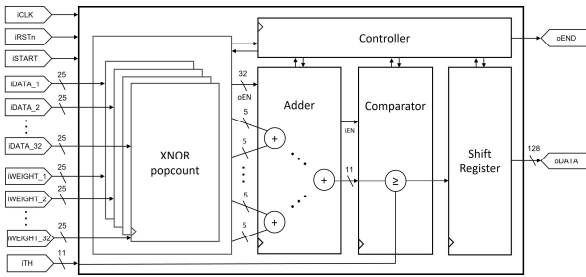 iCLK
iRSTn
iSTART
iDATA_1
25
iDATA_2
25
iDATA_32
25
iWEIGHT_1
25
iWEIGHT_2
25
iWEIGHT_32
25
iTH
11
XNOR
popcount
32
oEN
5
5
5
5
Adder
+
+
+
iEN
11
Controller
Comparator
≥
Shift
Register
oEND
128
oDATA